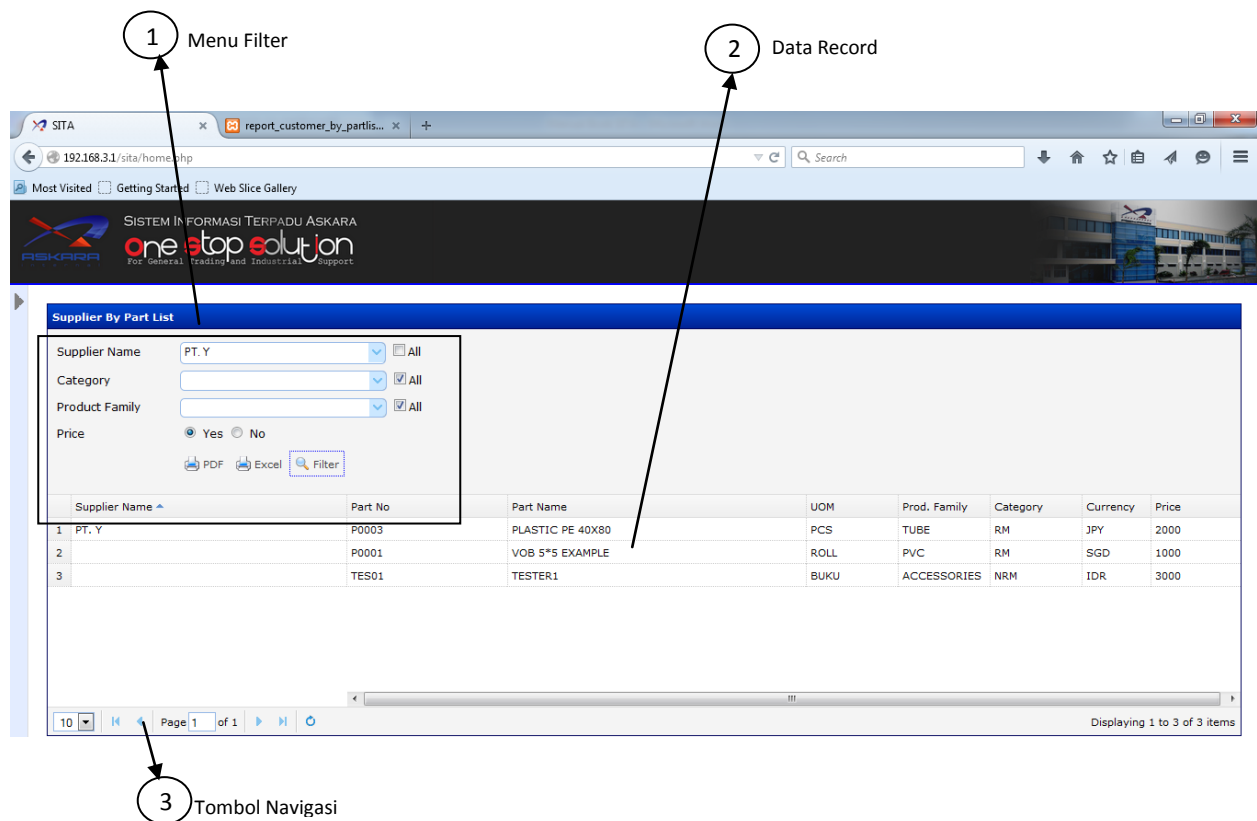 1 Menu Filter
2 Data Record
SITA
report_customer_by_partlis...
192.168.3.1/sita/home.php
Search
Most Visited Getting Started Web Slice Gallery
SISTEM INFORMASI TERPADU ASKARA
one stop solution
For General Trading and Industrial Support
ASKARA
Supplier By Part List
Supplier Name PT. Y All
Category All
Product Family All
Price Yes No
PDF Excel Filter
Supplier Name Part No Part Name UOM Prod. Family Category Currency Price
1 PT. Y P0003 PLASTIC PE 40X80 PCS TUBE RM JPY 2000
2 P0001 VOB 5*5 EXAMPLE ROLL PVC RM SGD 1000
3 TES01 TESTER1 BUKU ACCESSORIES NRM IDR 3000
10 Page 1 of 1 Displaying 1 to 3 of 3 items
3 Tombol Navigasi